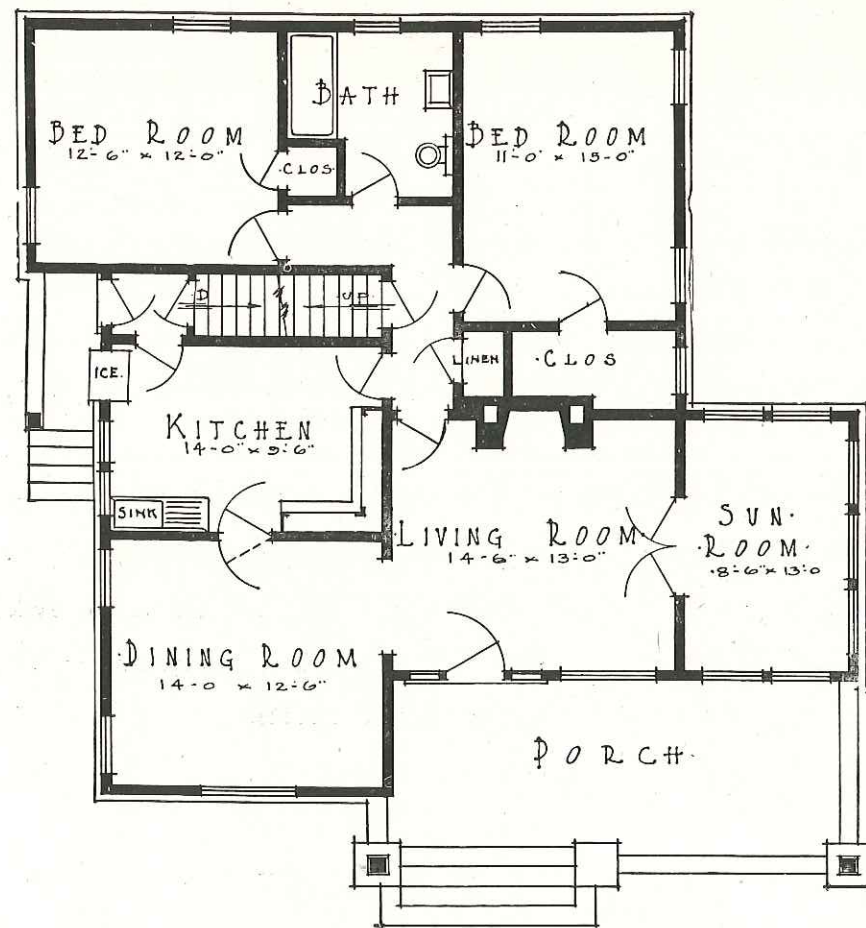 BATH
BED ROOM
12'-6" x 12'-0"
BED ROOM
11'-0" x 15'-0"
CLOS.
D
UP.
LINEN
·CLOS
ICE.
KITCHEN
14'-0" x 9'-6"
SINK
LIVING ROOM
14'-6" x 13'-0"
SUN·
ROOM·
·8'-6" x 13'-0
DINING ROOM
14-0 x 12'-6"
PORCH·